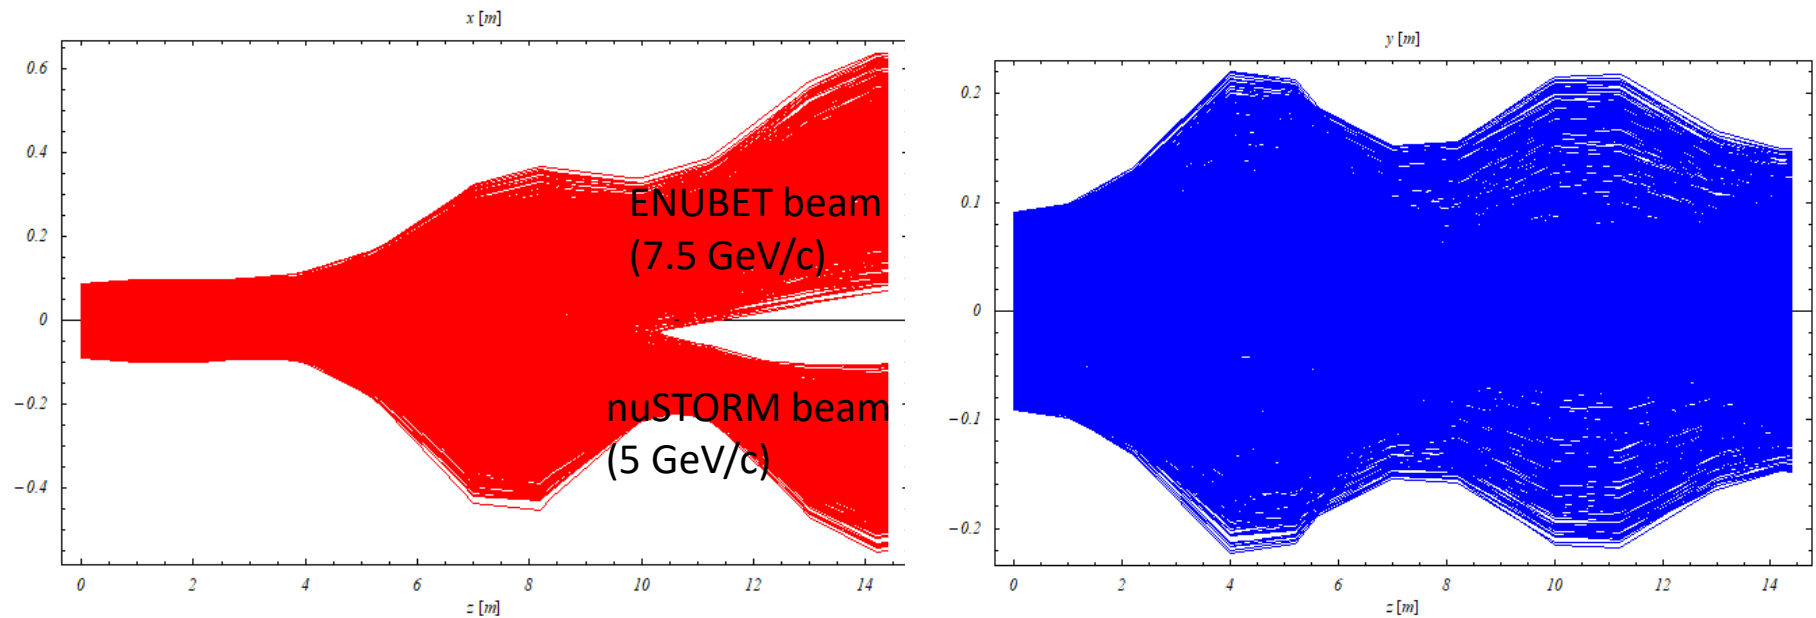 x [m]
0.6
0.4
0.2
0
−0.2
−0.4
ENUBET beam
(7.5 GeV/c)
nuSTORM beam
(5 GeV/c)
0 2 4 6 8 10 12 14
z [m]
y [m]
0.2
0.1
0
−0.1
−0.2
0 2 4 6 8 10 12 14
z [m]